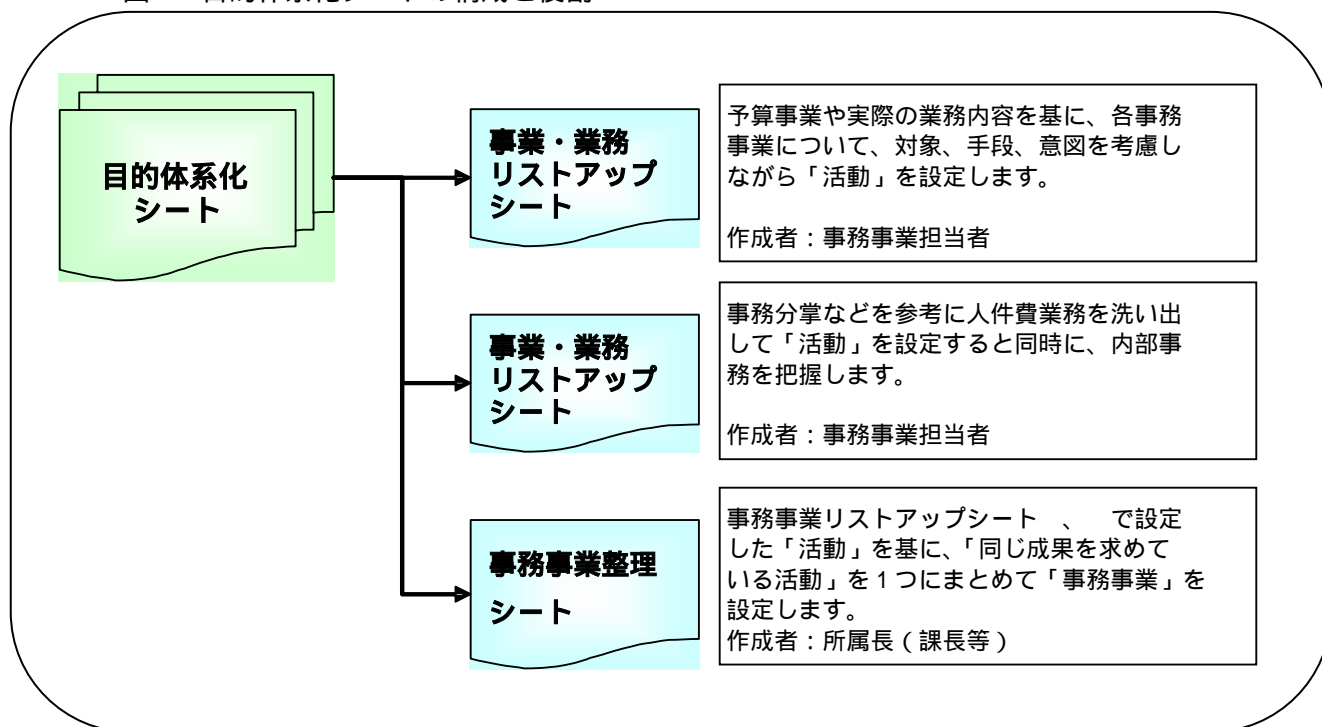 目的体系化
シート
事業・業務
リストアップ
シート
予算事業や実際の業務内容を基に、各事務
事業について、対象、手段、意図を考慮し
ながら「活動」を設定します。
作成者：事務事業担当者
事業・業務
リストアップ
シート
事務分掌などを参考に人件費業務を洗い出
して「活動」を設定すると同時に、内部事
務を把握します。
作成者：事務事業担当者
事務事業整理
シート
事務事業リストアップシート　、　で設定
した「活動」を基に、「同じ成果を求めて
いる活動」を１つにまとめて「事務事業」を
設定します。
作成者：所属長（課長等）